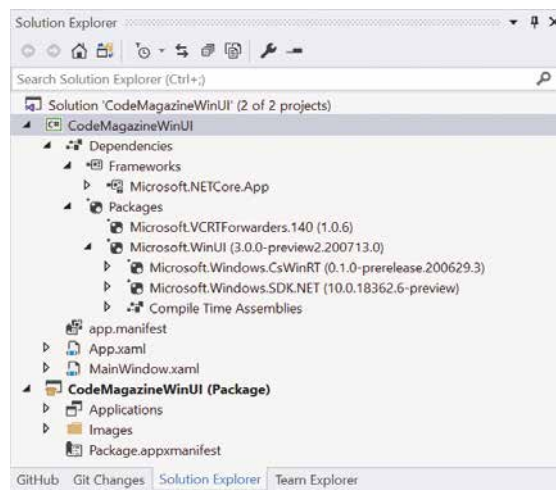 Solution Explorer
Search Solution Explorer (Ctrl+;)
Solution 'CodeMagazineWinUI' (2 of 2 projects)
C# CodeMagazineWinUI
Dependencies
Frameworks
Microsoft.NETCore.App
Packages
Microsoft.VCRTForwarders.140 (1.0.6)
Microsoft.WinUI (3.0.0-preview2.200713.0)
Microsoft.Windows.CsWinRT (0.1.0-prerelease.200629.3)
Microsoft.Windows.SDK.NET (10.0.18362.6-preview)
Compile Time Assemblies
app.manifest
App.xaml
MainWindow.xaml
CodeMagazineWinUI (Package)
Applications
Images
Package.appxmanifest
GitHub Git Changes Solution Explorer Team Explorer